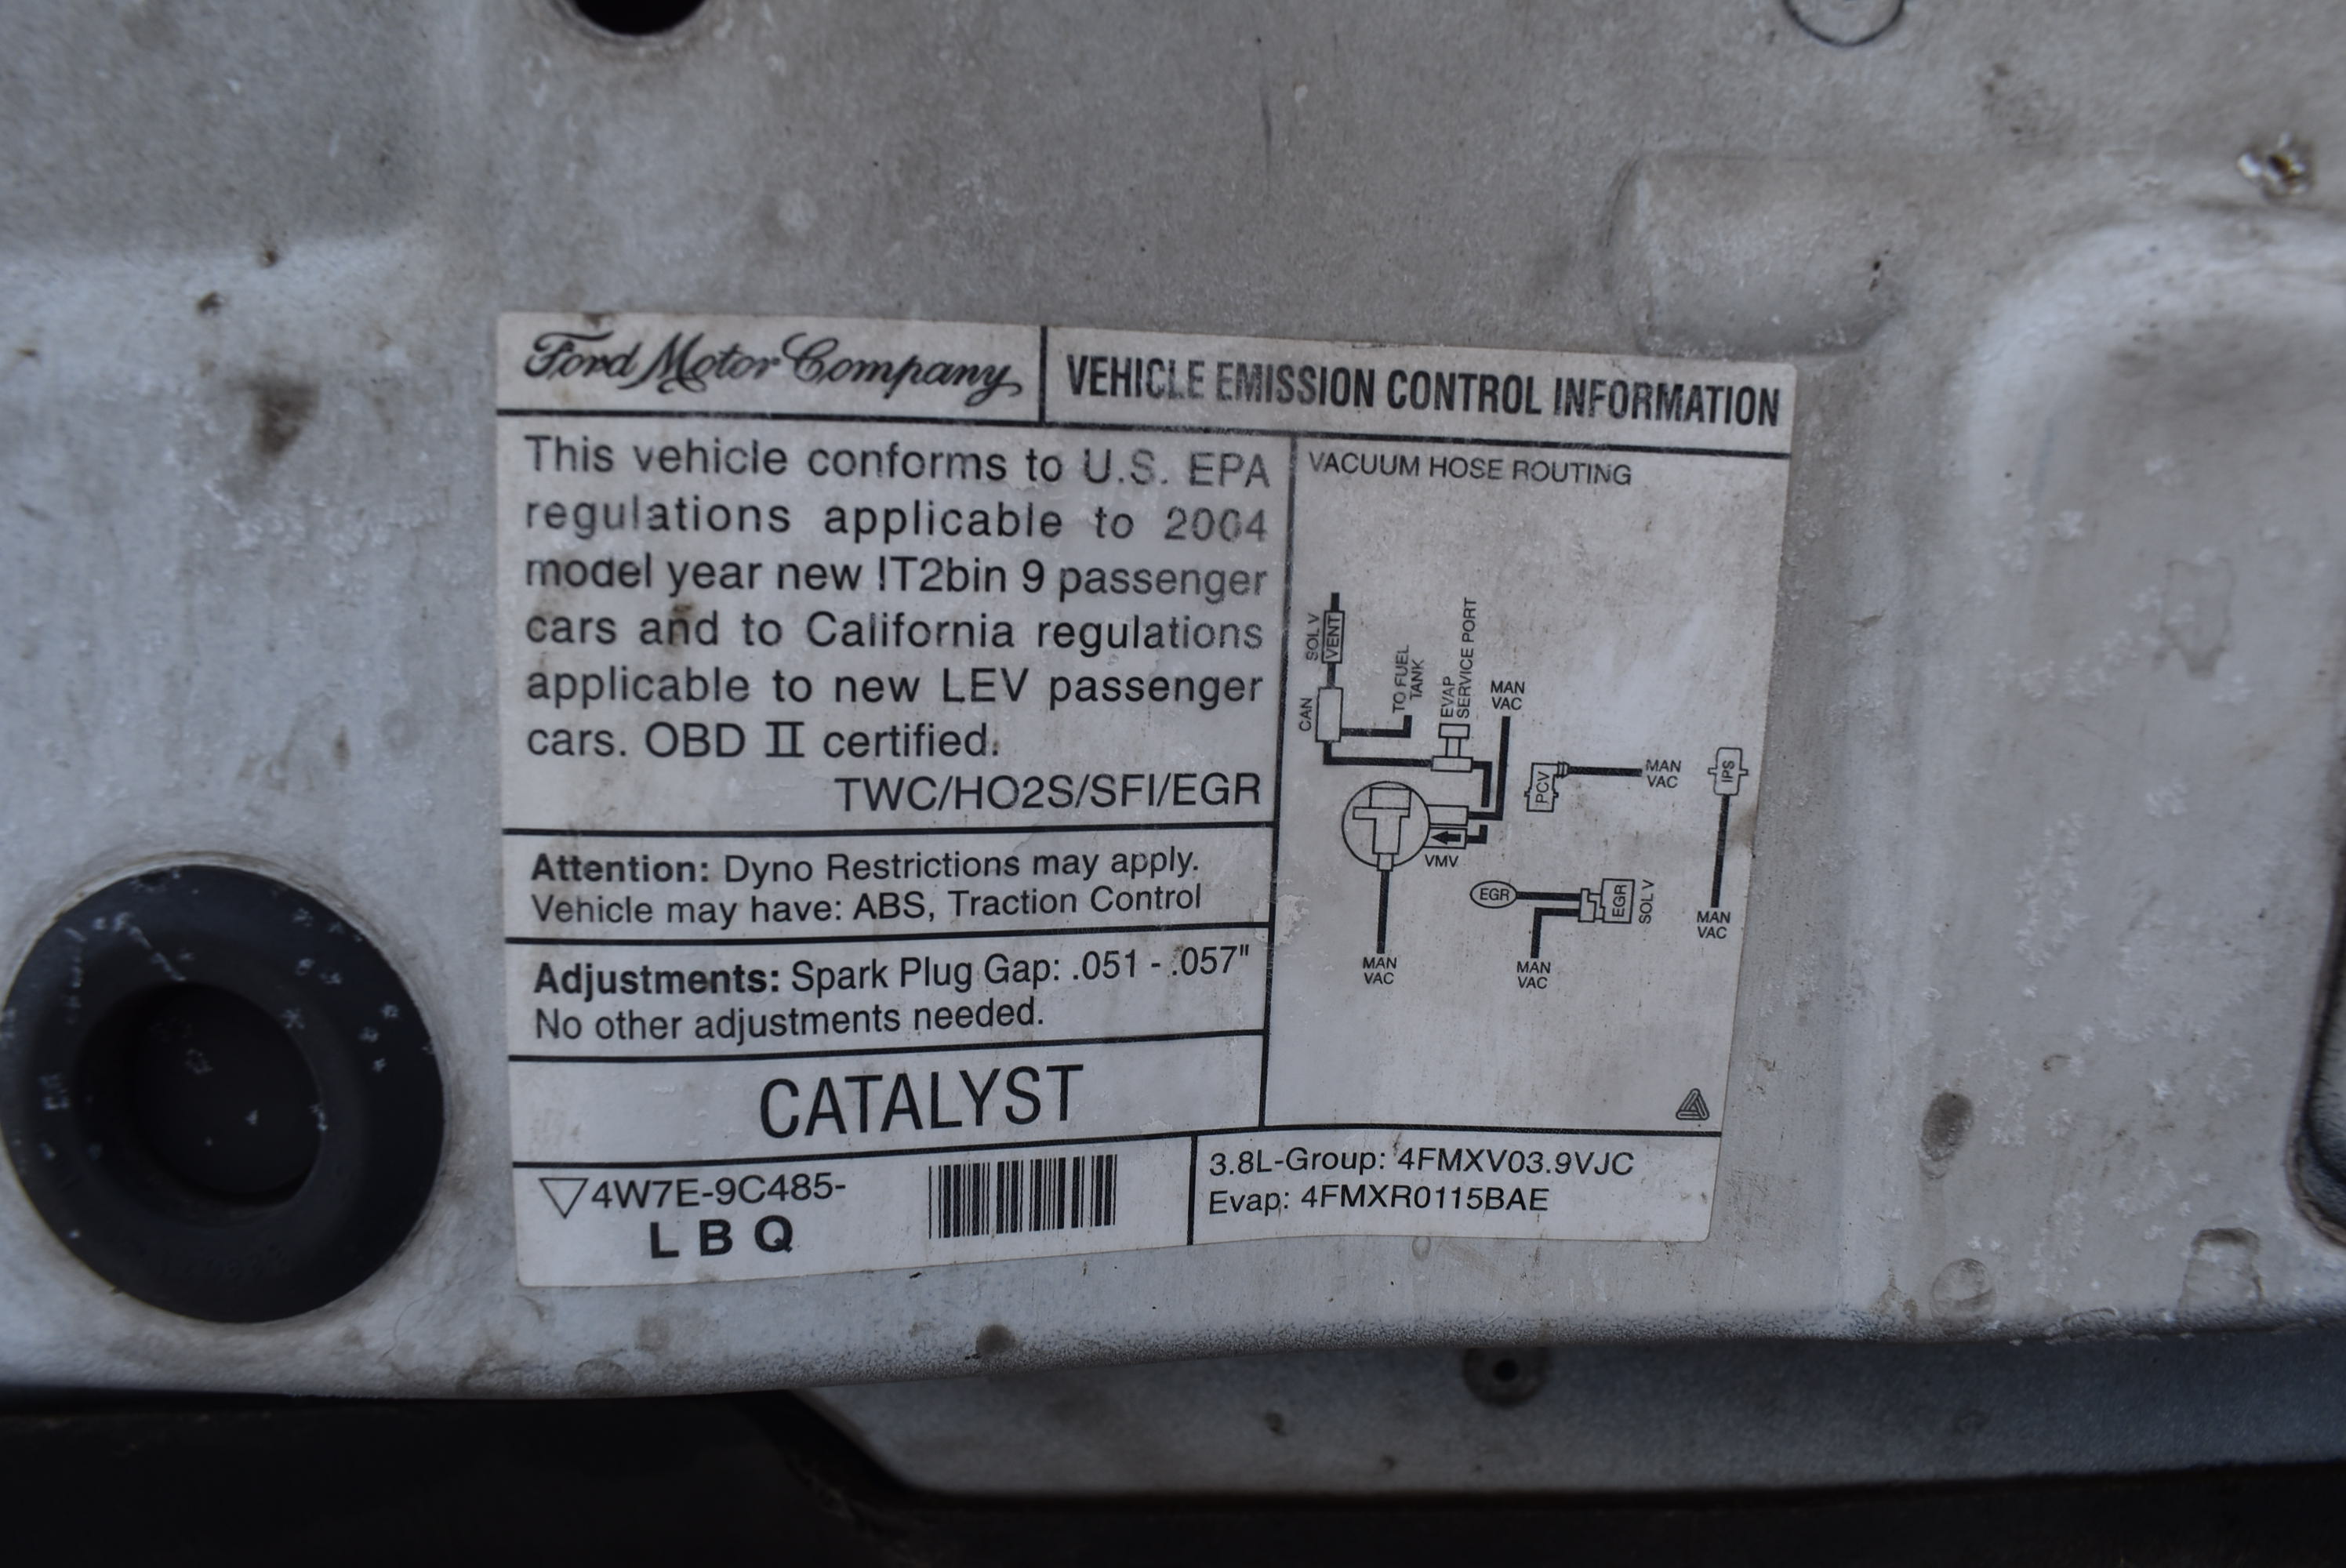 Ford Motor Company
VEHICLE EMISSION CONTROL INFORMATION
This vehicle conforms to U.S. EPA
regulations applicable to 2004
model year new IT2bin 9 passenger
cars and to California regulations
applicable to new LEV passenger
cars. OBD II certified.
TWC/HO2S/SFI/EGR
Attention: Dyno Restrictions may apply.
Vehicle may have: ABS, Traction Control
Adjustments: Spark Plug Gap: .051 - .057"
No other adjustments needed.
CATALYST
4W7E-9C485-
L B Q
VACUUM HOSE ROUTING
SOL V
VENT
CAN
TO FUEL
TANK
EVAP
SERVICE PORT
MAN
VAC
PCV
MAN
VAC
IPS
VMV
EGR
EGR
SOL V
MAN
VAC
MAN
VAC
MAN
VAC
3.8L-Group: 4FMXV03.9VJC
Evap: 4FMXR0115BAE